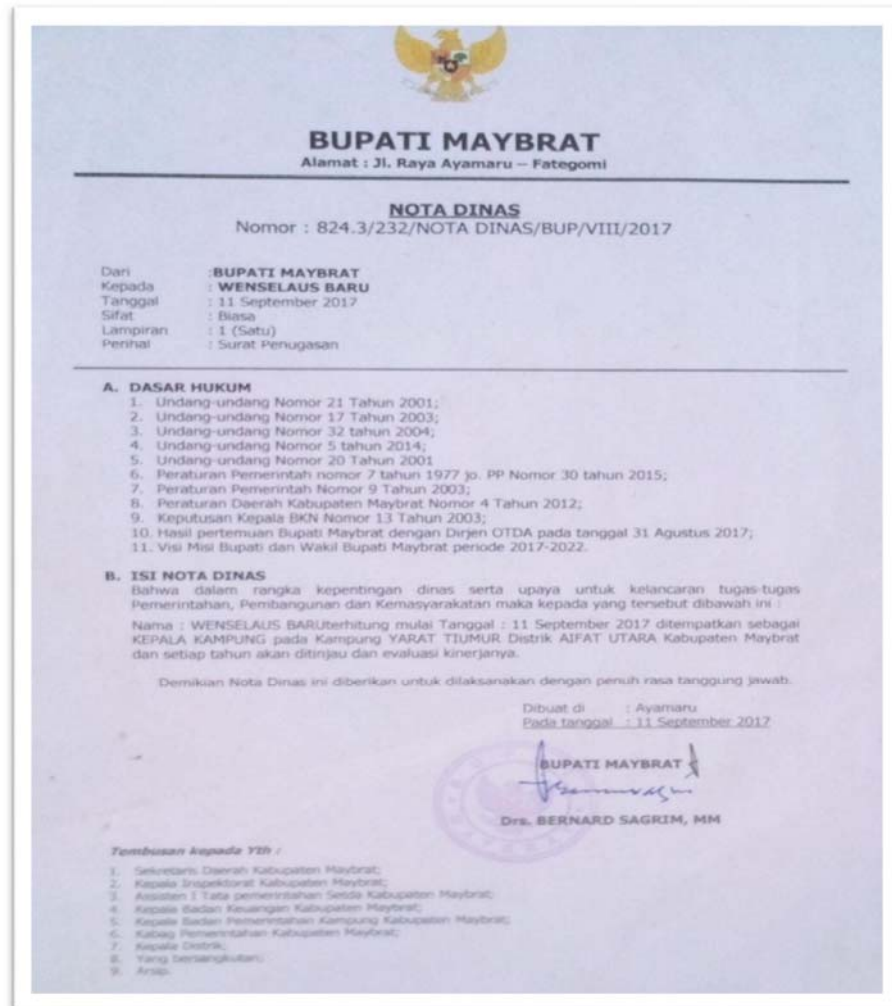 BUPATI MAYBRAT
Alamat : Jl. Raya Ayamaru – Fategomi
NOTA DINAS
Nomor : 824.3/232/NOTA DINAS/BUP/VIII/2017
Dari :BUPATI MAYBRAT
Kepada : WENSELAUS BARU
Tanggal : 11 September 2017
Sifat : Biasa
Lampiran : 1 (Satu)
Perihal : Surat Penugasan
A. DASAR HUKUM
1. Undang-undang Nomor 21 Tahun 2001;
2. Undang-undang Nomor 17 Tahun 2003;
3. Undang-undang Nomor 32 tahun 2004;
4. Undang-undang Nomor 5 tahun 2014;
5. Undang-undang Nomor 20 Tahun 2001
6. Peraturan Pemerintah nomor 7 tahun 1977 jo. PP Nomor 30 tahun 2015;
7. Peraturan Pemerintah Nomor 9 Tahun 2003;
8. Peraturan Daerah Kabupaten Maybrat Nomor 4 Tahun 2012;
9. Keputusan Kepala BKN Nomor 13 Tahun 2003;
10. Hasil pertemuan Bupati Maybrat dengan Dirjen OTDA pada tanggal 31 Agustus 2017;
11. Visi Misi Bupati dan Wakil Bupati Maybrat periode 2017-2022.
B. ISI NOTA DINAS
Bahwa dalam rangka kepentingan dinas serta upaya untuk kelancaran tugas-tugas
Pemerintahan, Pembangunan dan Kemasyarakatan maka kepada yang tersebut dibawah ini :
Nama : WENSELAUS BARUterhitung mulai Tanggal : 11 September 2017 ditempatkan sebagai
KEPALA KAMPUNG pada Kampung YARAT TIUMUR Distrik AIFAT UTARA Kabupaten Maybrat
dan setiap tahun akan ditinjau dan evaluasi kinerjanya.
Demikian Nota Dinas ini diberikan untuk dilaksanakan dengan penuh rasa tanggung jawab.
Dibuat di : Ayamaru
Pada tanggal : 11 September 2017
BUPATI MAYBRAT
Drs. BERNARD SAGRIM, MM
Tembusan kepada Yth :
1. Sekretaris Daerah Kabupaten Maybrat;
2. Kepala Inspektorat Kabupaten Maybrat;
3. Assisten I Tata pemerintahan Setda Kabupaten Maybrat;
4. Kepala Badan Keuangan Kabupaten Maybrat;
5. Kepala Badan Pemerintahan Kampung Kabupaten Maybrat;
6. Kabag Pemerintahan Kabupaten Maybrat;
7. Kepala Distrik;
8. Yang bersangkutan;
9. Arsip.